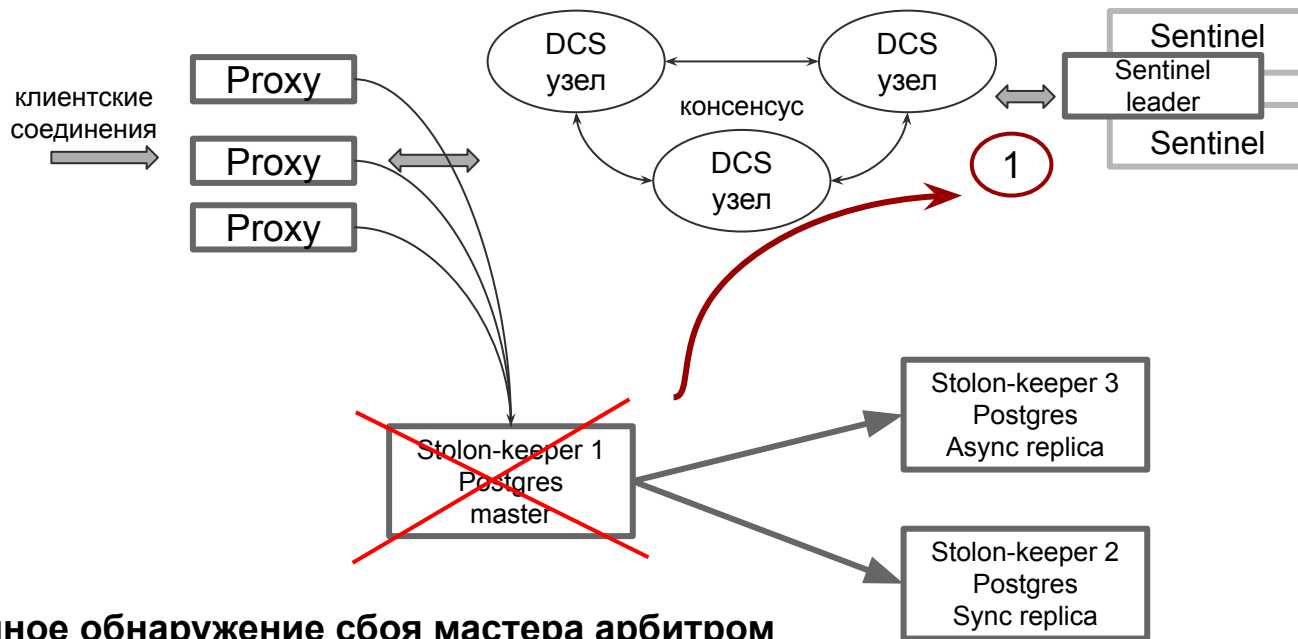 клиентские
соединения
Proxy
Proxy
Proxy
DCS
узел
DCS
узел
консенсус
DCS
узел
Sentinel
Sentinel
leader
Sentinel
1
Stolon-keeper 1
Postgres
master
Stolon-keeper 3
Postgres
Async replica
Stolon-keeper 2
Postgres
Sync replica
обнаружение сбоя мастера арбитром